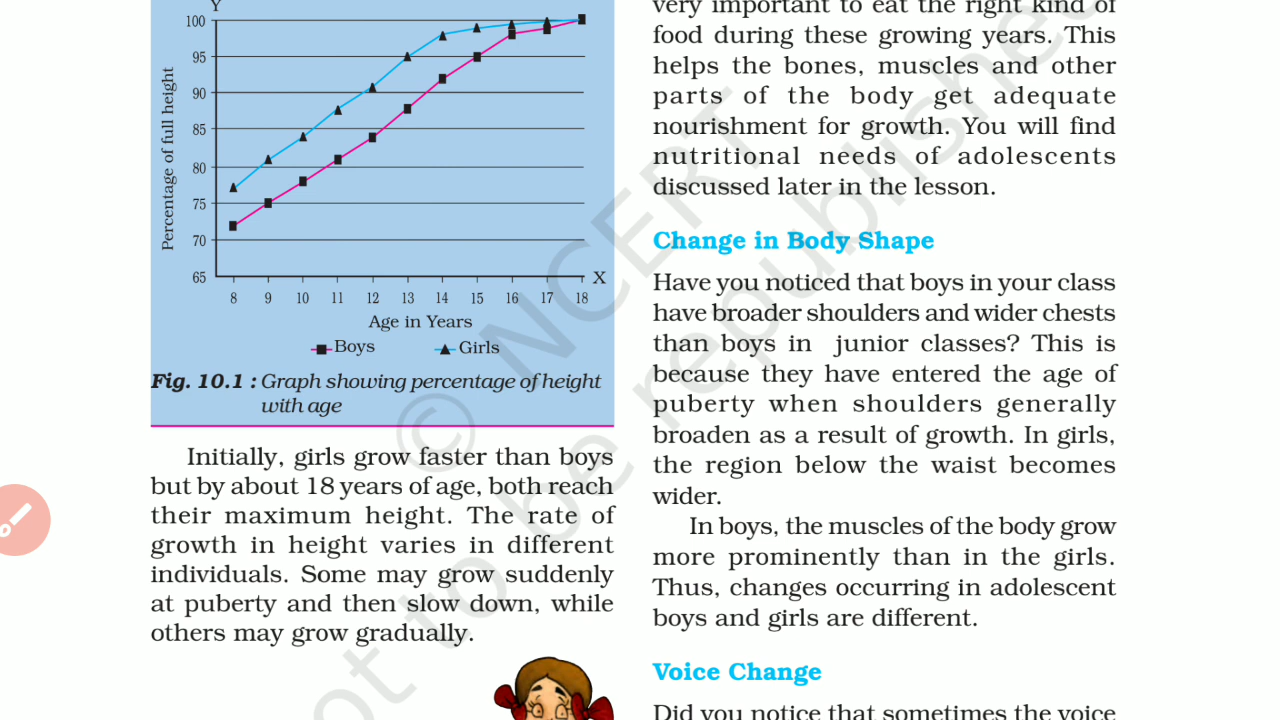 Y
100
95
90
85
80
75
70
65
Percentage of full height
X
8 9 10 11 12 13 14 15 16 17 18
Age in Years
Boys Girls
Fig. 10.1 : Graph showing percentage of height
with age
Initially, girls grow faster than boys
but by about 18 years of age, both reach
their maximum height. The rate of
growth in height varies in different
individuals. Some may grow suddenly
at puberty and then slow down, while
others may grow gradually.
very important to eat the right kind of
food during these growing years. This
helps the bones, muscles and other
parts of the body get adequate
nourishment for growth. You will find
nutritional needs of adolescents
discussed later in the lesson.
Change in Body Shape
Have you noticed that boys in your class
have broader shoulders and wider chests
than boys in junior classes? This is
because they have entered the age of
puberty when shoulders generally
broaden as a result of growth. In girls,
the region below the waist becomes
wider.
In boys, the muscles of the body grow
more prominently than in the girls.
Thus, changes occurring in adolescent
boys and girls are different.
Voice Change
Did you notice that sometimes the voice
© NCERT
not to be republished